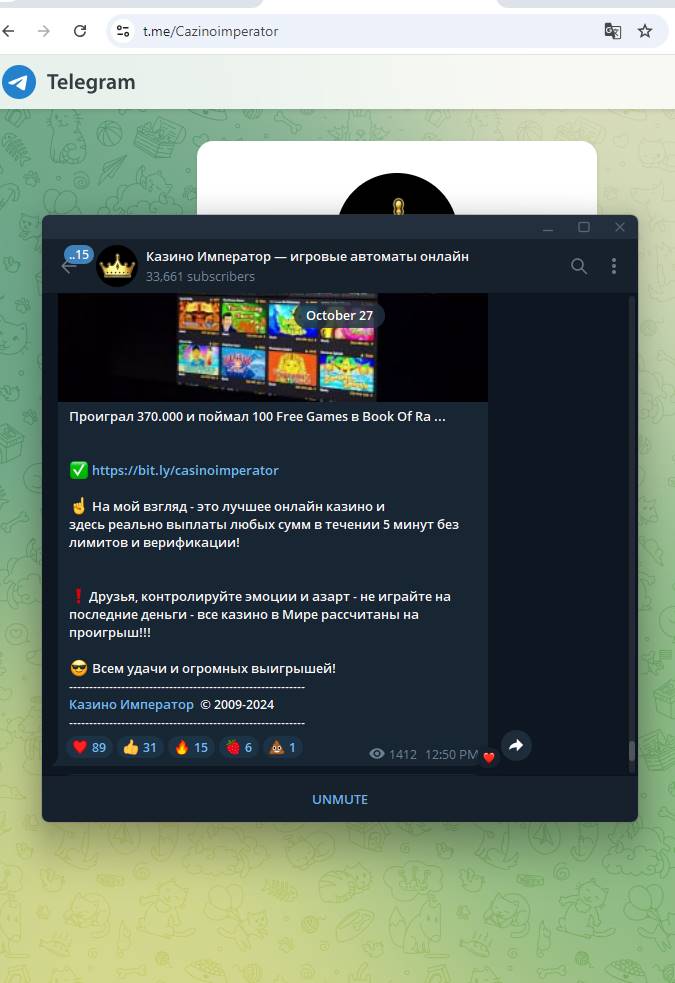 t.me/Cazinoimperator
Telegram
..15
Казино Император — игровые автоматы онлайн
33,661 subscribers
October 27
Проиграл 370.000 и поймал 100 Free Games в Book Of Ra ...
✅ https://bit.ly/casinoimperator
☝ На мой взгляд - это лучшее онлайн казино и
здесь реально выплаты любых сумм в течении 5 минут без
лимитов и верификации!
❗ Друзья, контролируйте эмоции и азарт - не играйте на
последние деньги - все казино в Мире рассчитаны на
проигрыш!!!
😎 Всем удачи и огромных выигрышей!
-----------------------------------------------------------
Казино Император © 2009-2024
-----------------------------------------------------------
❤ 89 👍 31 🔥 15 🍓 6 💩 1 1412 12:50 PM
UNMUTE